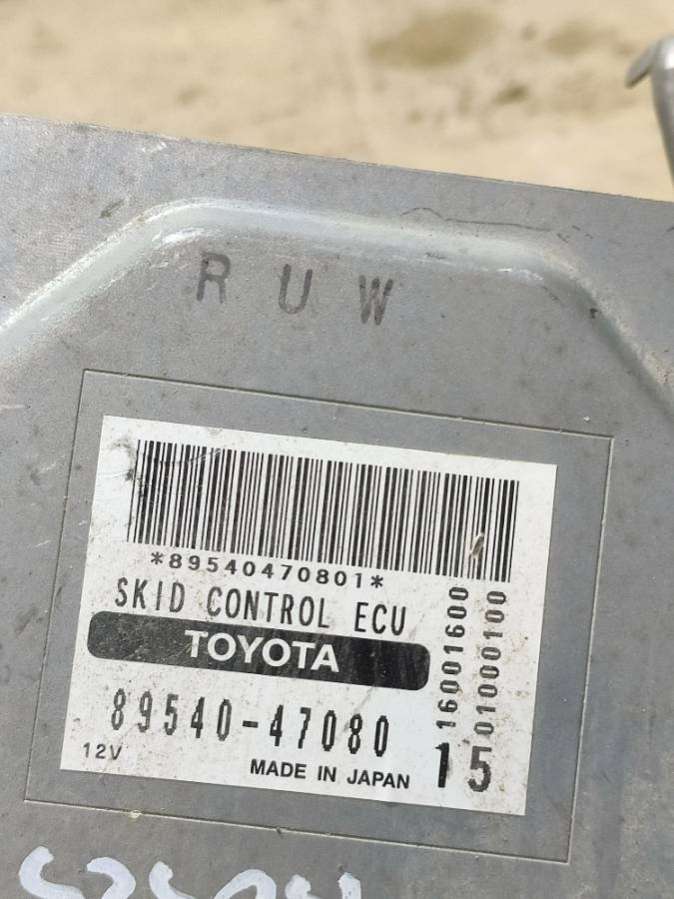 R U W
*89540470801*
SKID CONTROL ECU
TOYOTA
89540-47080
12V
MADE IN JAPAN
16001600
01000100
15